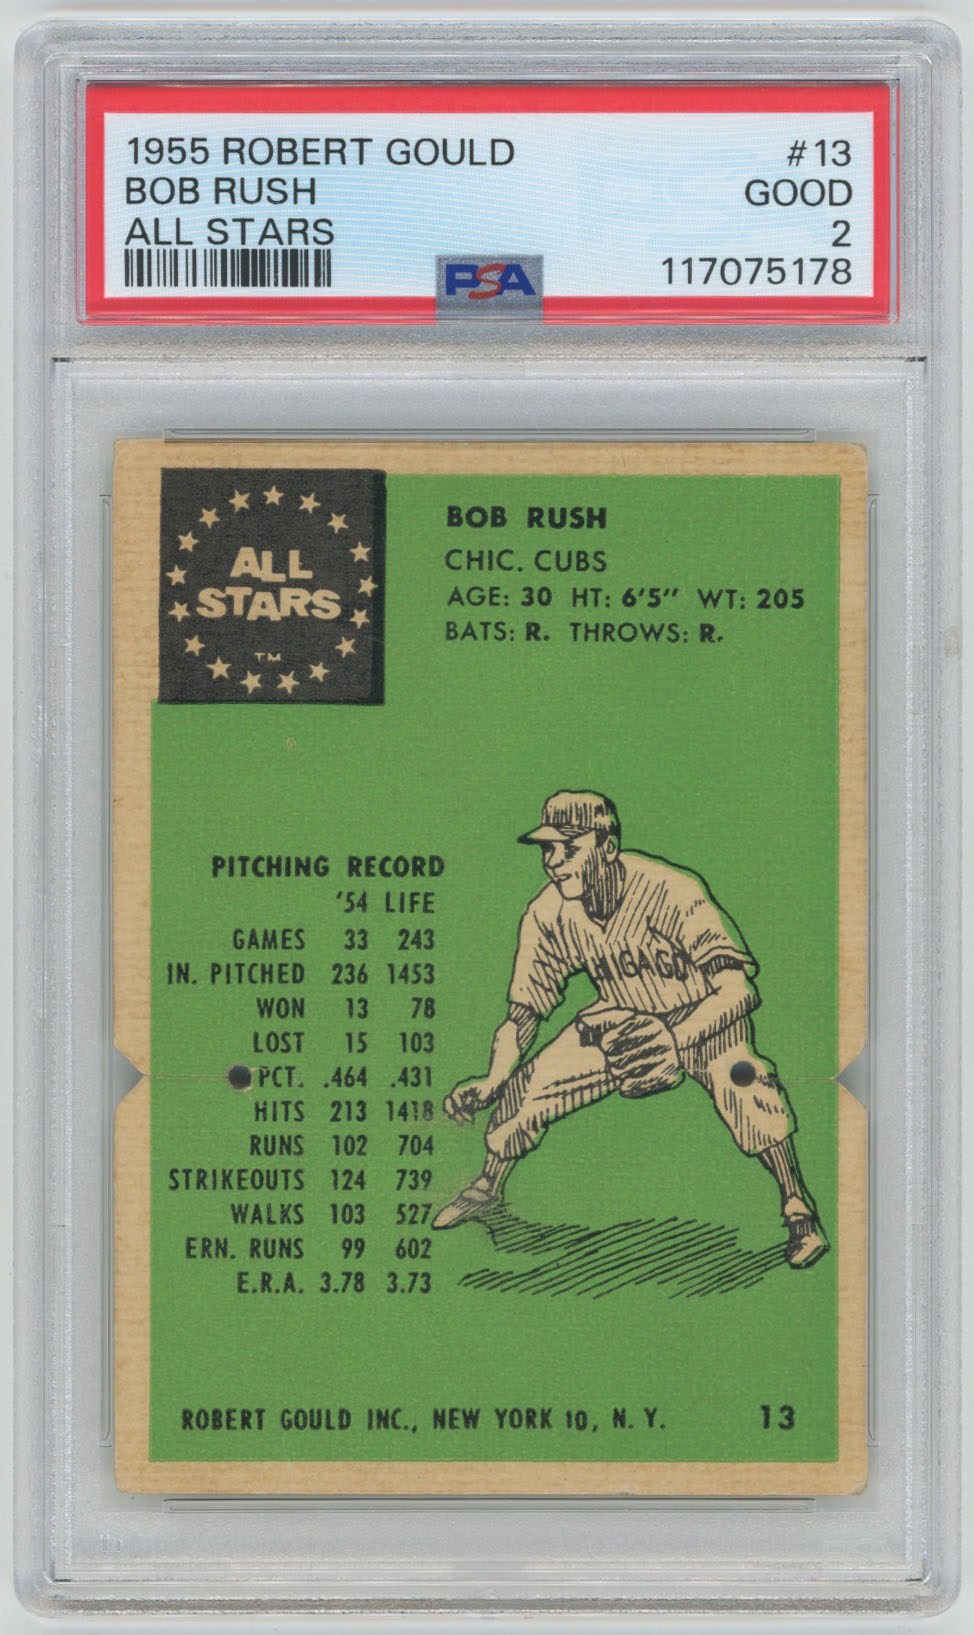 1955 ROBERT GOULD #13
BOB RUSH GOOD
ALL STARS 2
117075178
PSA
ALL
STARS
TM
BOB RUSH
CHIC. CUBS
AGE: 30 HT: 6'5" WT: 205
BATS: R. THROWS: R.
PITCHING RECORD
'54 LIFE
GAMES 33 243
IN. PITCHED 236 1453
WON 13 78
LOST 15 103
PCT. .464 .431
HITS 213 1418
RUNS 102 704
STRIKEOUTS 124 739
WALKS 103 527
ERN. RUNS 99 602
E.R.A. 3.78 3.73
HICAGO
ROBERT GOULD INC., NEW YORK 10, N. Y. 13